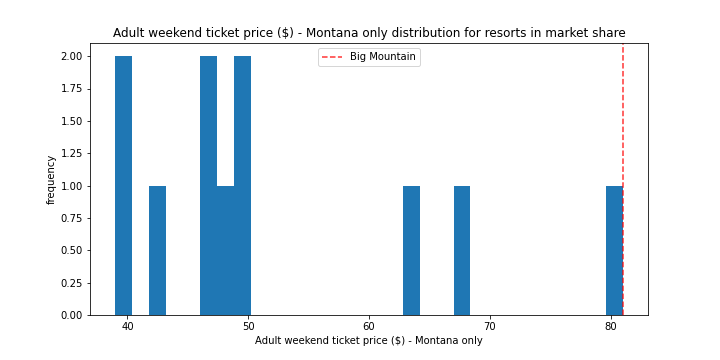 Adult weekend ticket price ($) - Montana only distribution for resorts in market share
Big Mountain
frequency
2.00
1.75
1.50
1.25
1.00
0.75
0.50
0.25
0.00
40 50 60 70 80
Adult weekend ticket price ($) - Montana only